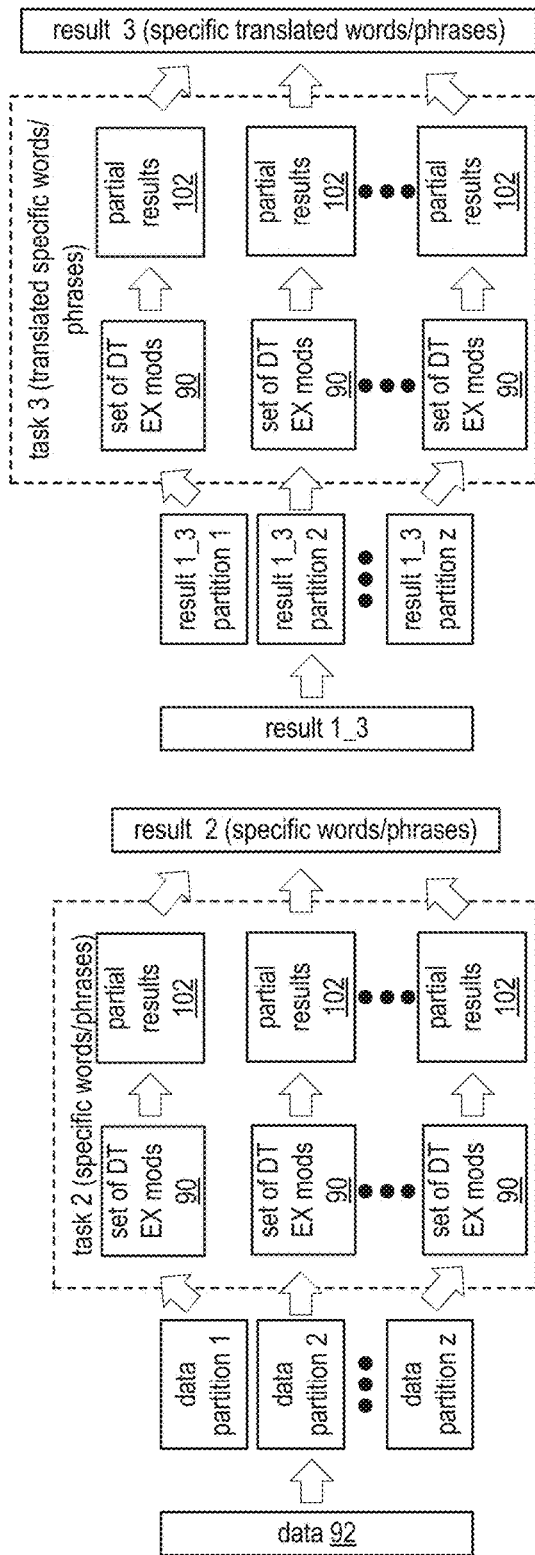 data 92
data
partition 1
data
partition 2
data
partition z
task 2 (specific words/phrases)
set of DT
EX mods
90
partial
results
102
set of DT
EX mods
90
partial
results
102
set of DT
EX mods
90
partial
results
102
result 2 (specific words/phrases)
result 1_3
result 1_3
partition 1
result 1_3
partition 2
result 1_3
partition z
task 3 (translated specific words/
phrases)
set of DT
EX mods
90
partial
results
102
set of DT
EX mods
90
partial
results
102
set of DT
EX mods
90
partial
results
102
result 3 (specific translated words/phrases)